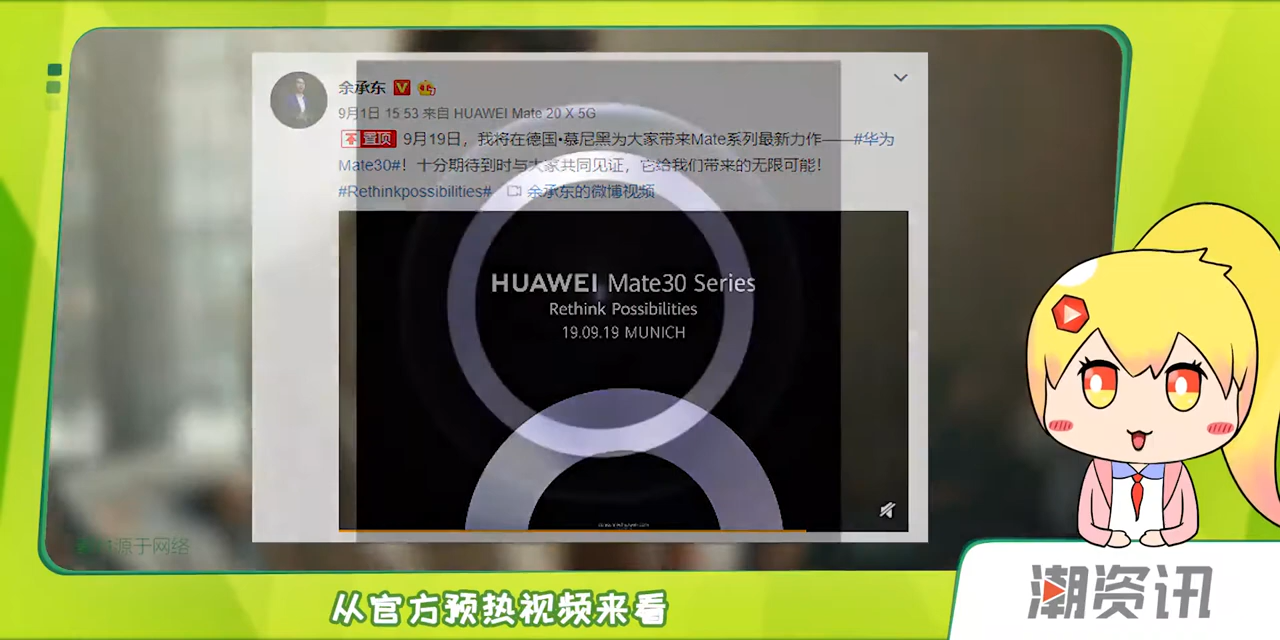 余承东
9月1日 15:53 来自 HUAWEI Mate 20 X 5G
置顶 9月19日，我将在德国•慕尼黑为大家带来Mate系列最新力作——#华为
Mate30#！十分期待到时与大家共同见证，它给我们带来的无限可能！
#Rethinkpossibilities# 余承东的微博视频
HUAWEI Mate30 Series
Rethink Possibilities
19.09.19 MUNICH
源于网络
从官方预热视频来看
潮资讯